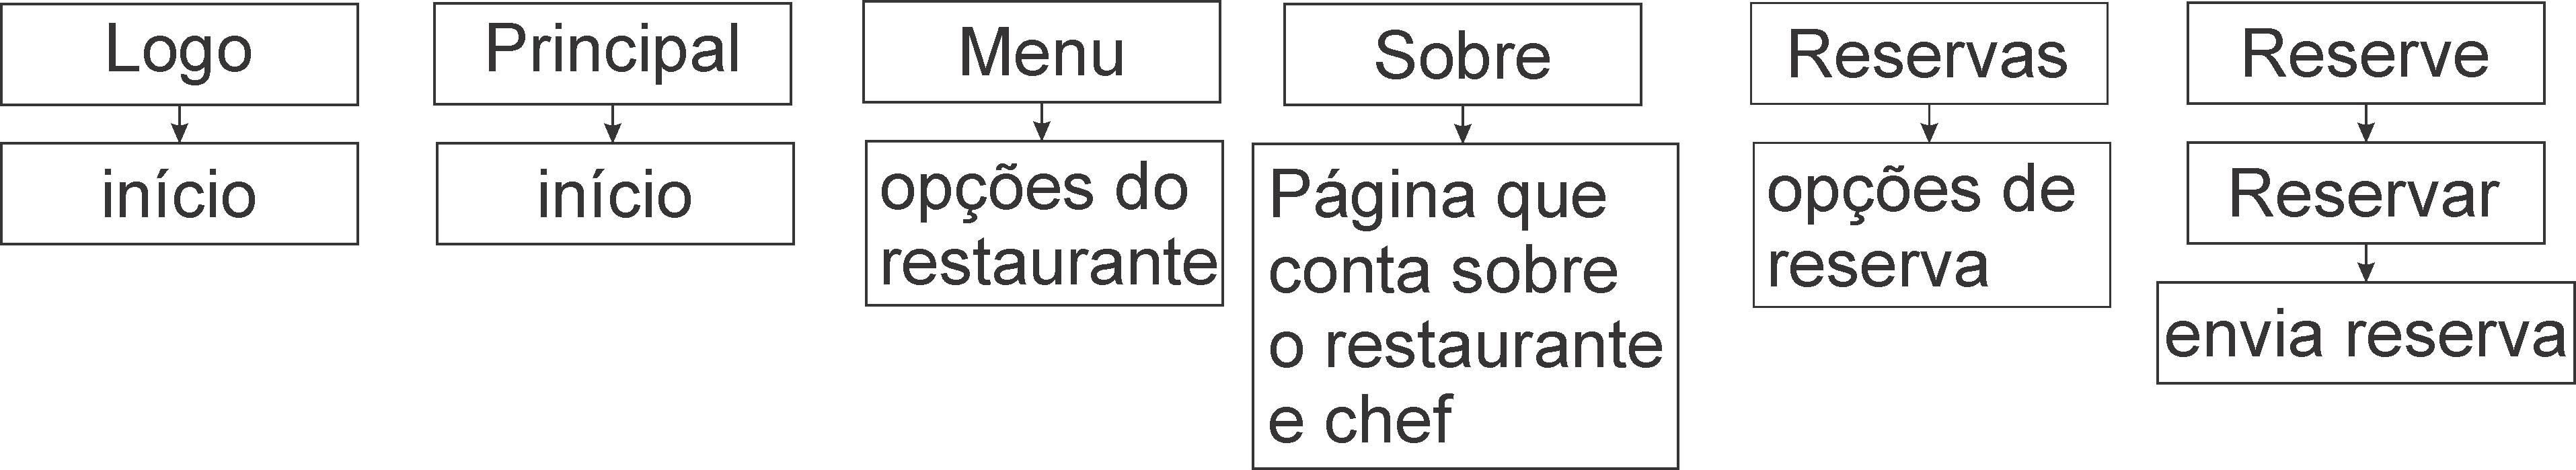 Logo
início
Principal
início
Menu
opções do
restaurante
Sobre
Página que
conta sobre
o restaurante
e chef
Reservas
opções de
reserva
Reserve
Reservar
envia reserva